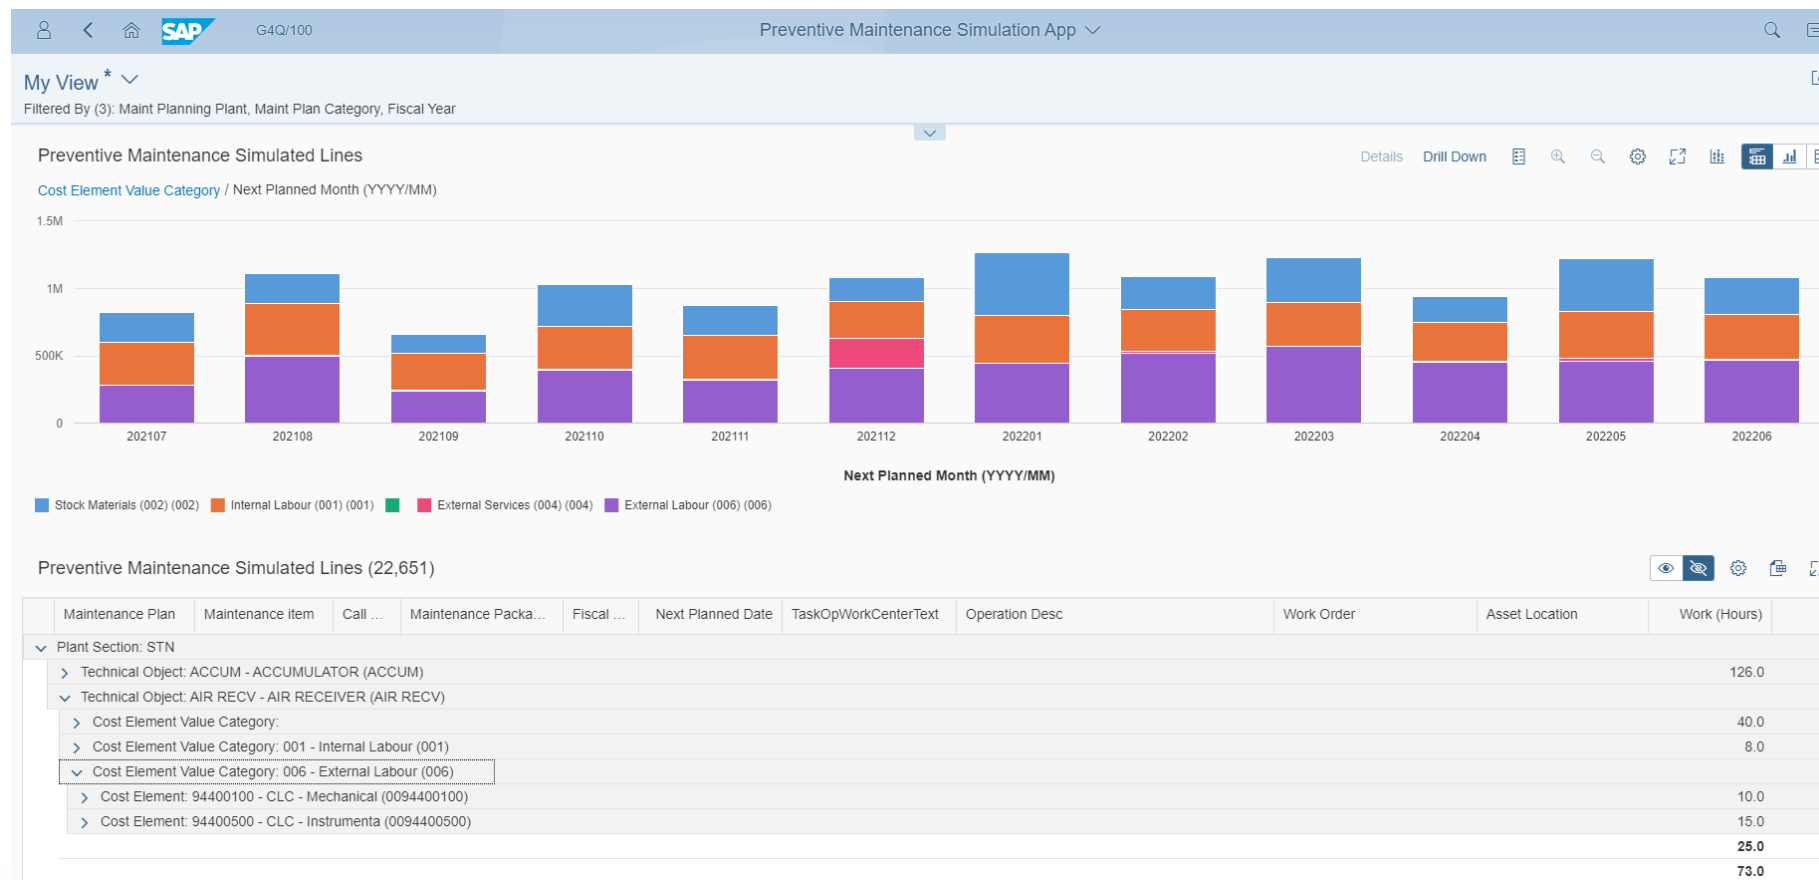 SAP G4Q/100 Preventive Maintenance Simulation App
My View *
Filtered By (3): Maint Planning Plant, Maint Plan Category, Fiscal Year
Preventive Maintenance Simulated Lines Details Drill Down
Cost Element Value Category / Next Planned Month (YYYY/MM)
1.5M
1M
500K
0
202107 202108 202109 202110 202111 202112 202201 202202 202203 202204 202205 202206
Next Planned Month (YYYY/MM)
Stock Materials (002) (002) Internal Labour (001) (001) External Services (004) (004) External Labour (006) (006)
Preventive Maintenance Simulated Lines (22,651)
Maintenance Plan Maintenance item Call ... Maintenance Packa... Fiscal ... Next Planned Date TaskOpWorkCenterText Operation Desc Work Order Asset Location Work (Hours)
Plant Section: STN
Technical Object: ACCUM - ACCUMULATOR (ACCUM) 126.0
Technical Object: AIR RECV - AIR RECEIVER (AIR RECV)
Cost Element Value Category: 40.0
Cost Element Value Category: 001 - Internal Labour (001) 8.0
Cost Element Value Category: 006 - External Labour (006)
Cost Element: 94400100 - CLC - Mechanical (0094400100) 10.0
Cost Element: 94400500 - CLC - Instrumenta (0094400500) 15.0
25.0
73.0